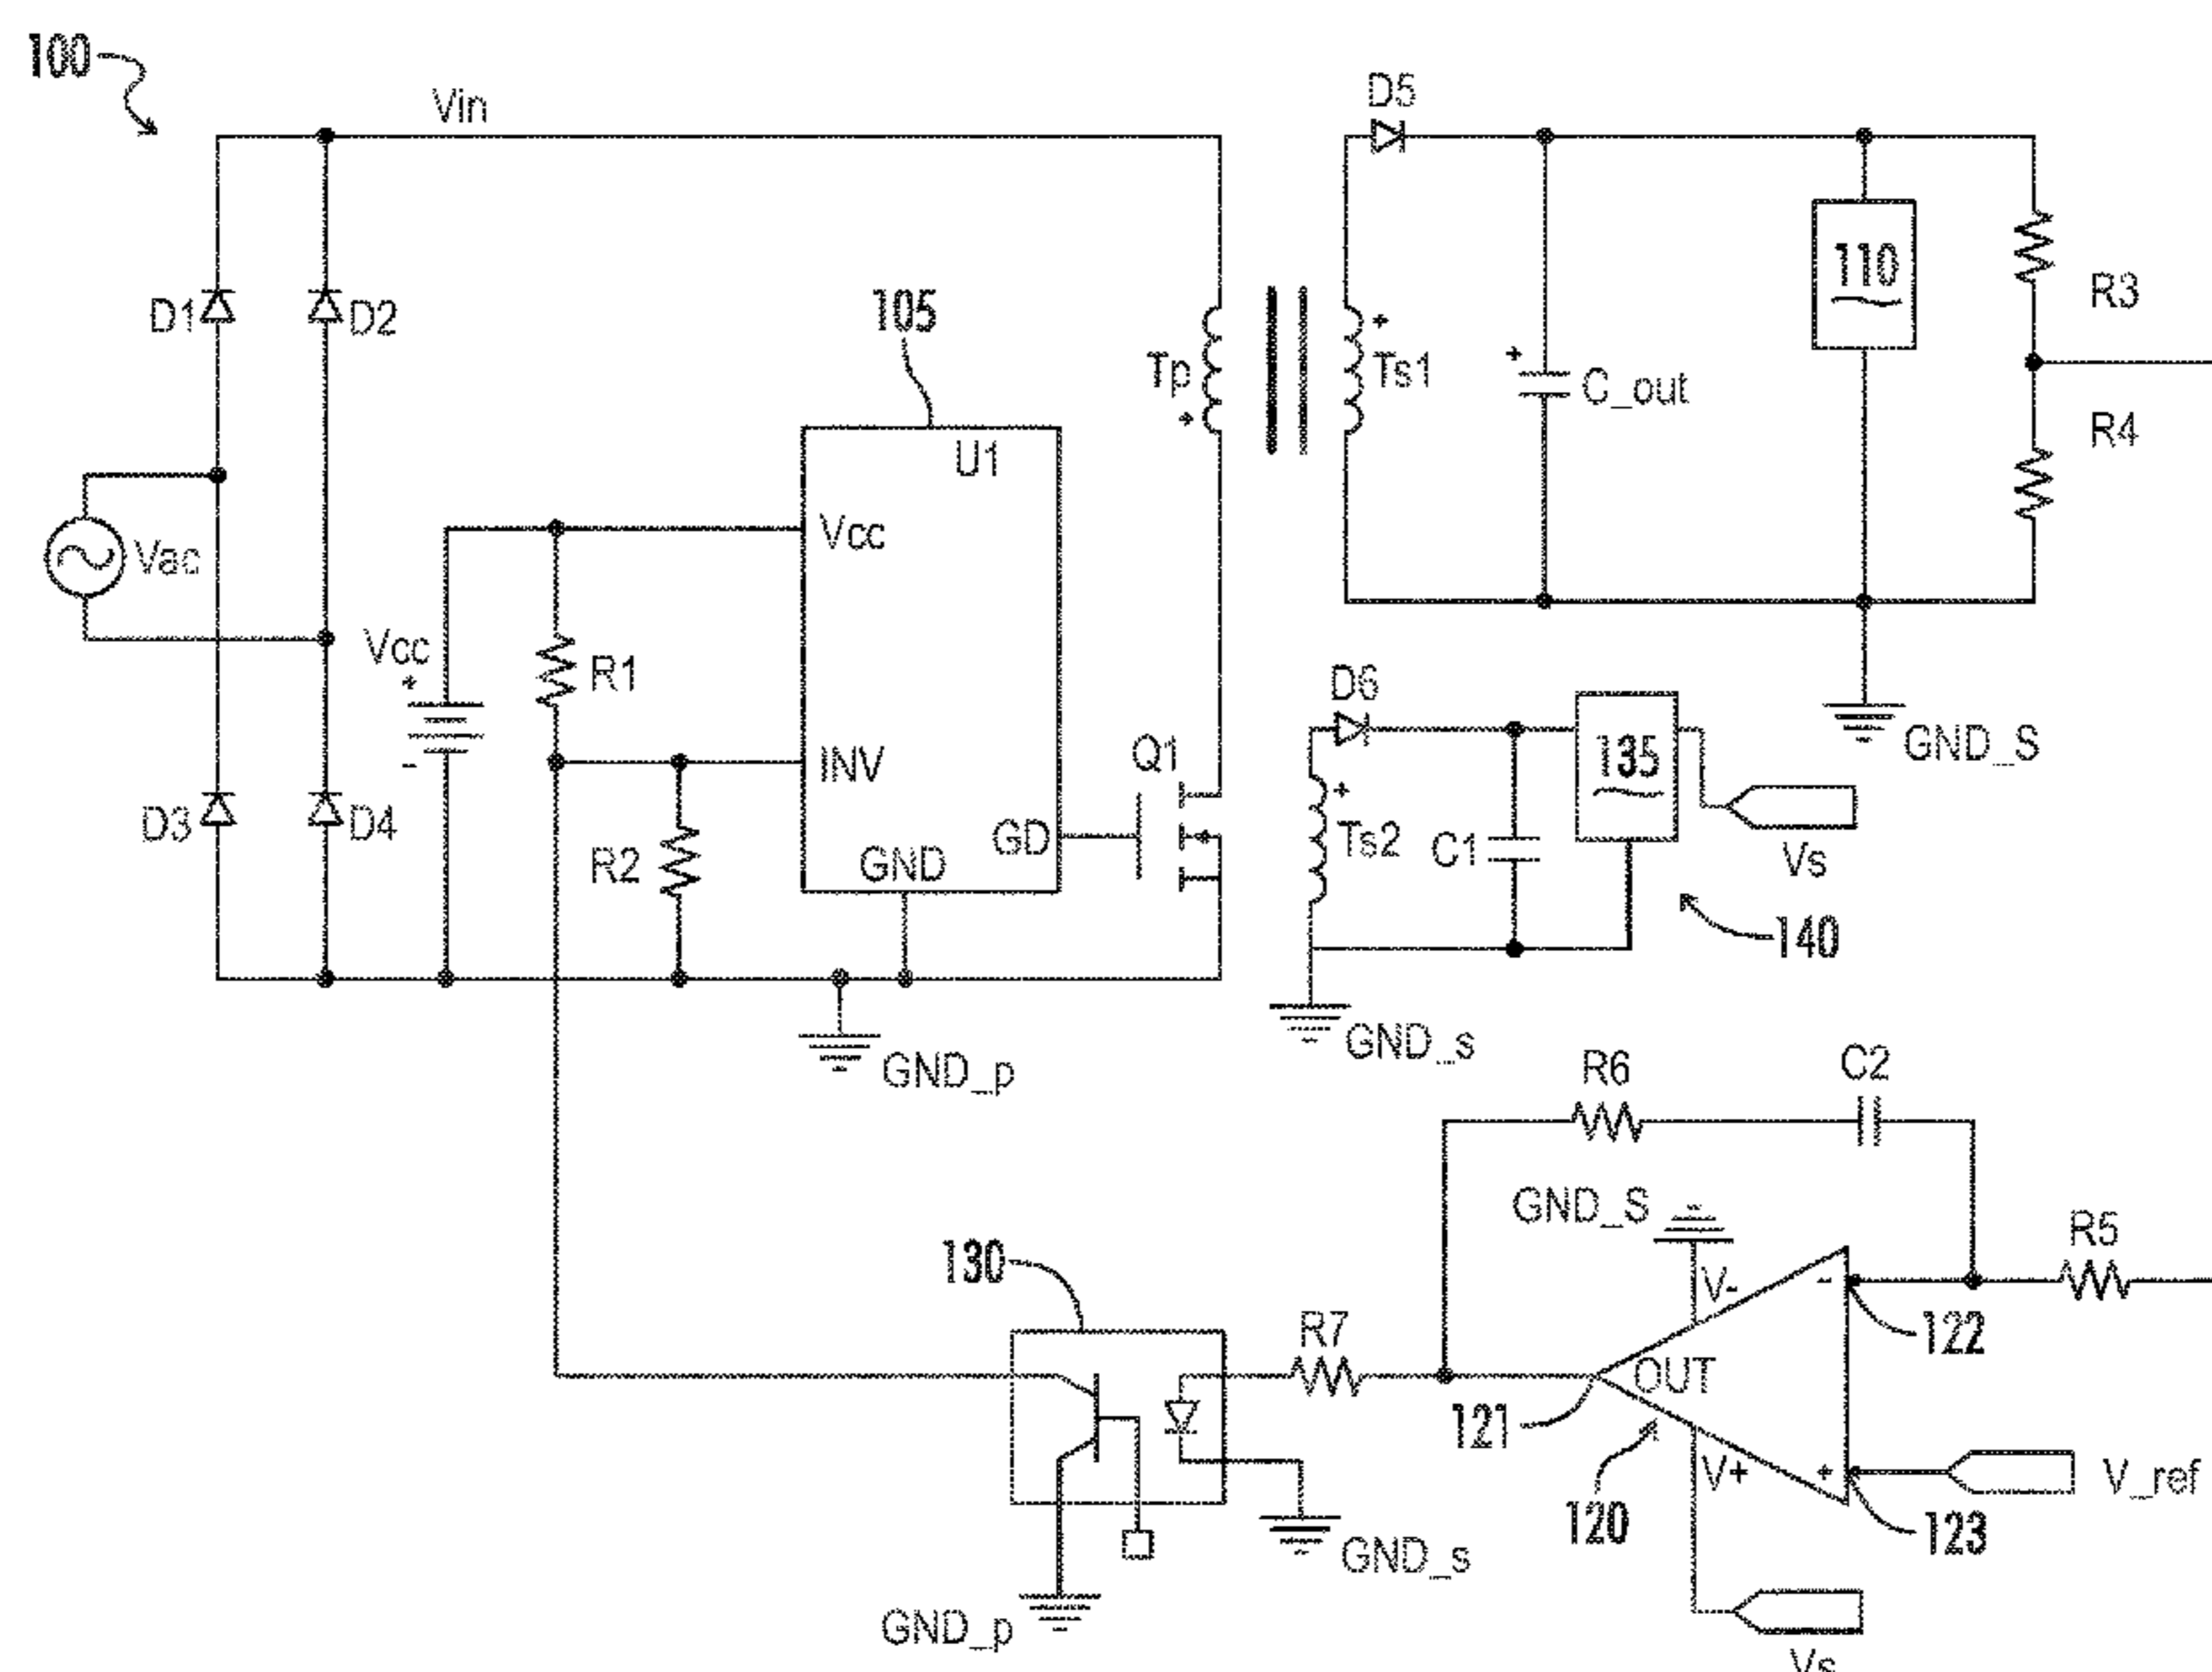 100
Vin
D5
D1
D2
105
Tp
Ts1
C_out
110
R3
R4
U1
Vcc
Vac
Vcc
+
-
R1
INV
R2
GND
GD
Q1
D3
D4
D6
Ts2
C1
135
Vs
140
GND_S
GND_p
GND_s
R6
C2
GND_S
R5
130
R7
V-
-
122
OUT
121
120
V+
+
V_ref
123
GND_s
GND_p
Vs